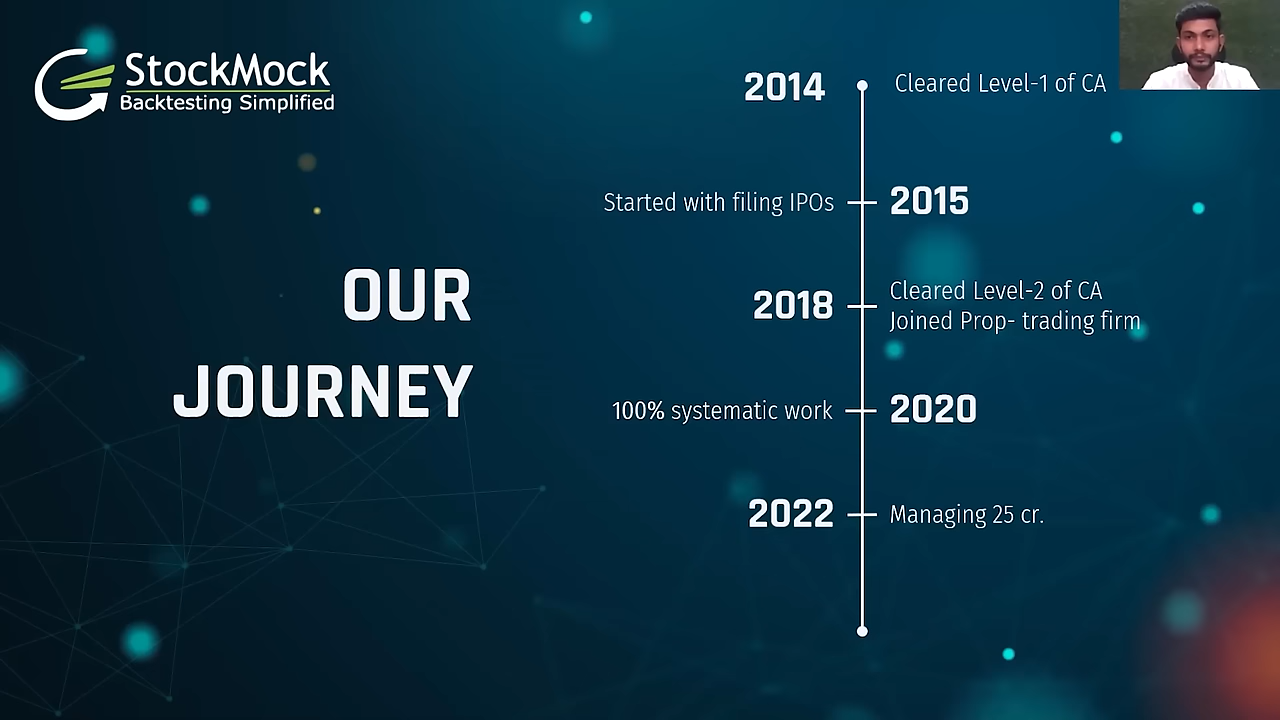 StockMock
Backtesting Simplified
OUR
JOURNEY
2014
Cleared Level-1 of CA
Started with filing IPOs
2015
2018
Cleared Level-2 of CA
Joined Prop- trading firm
100% systematic work
2020
2022
Managing 25 cr.